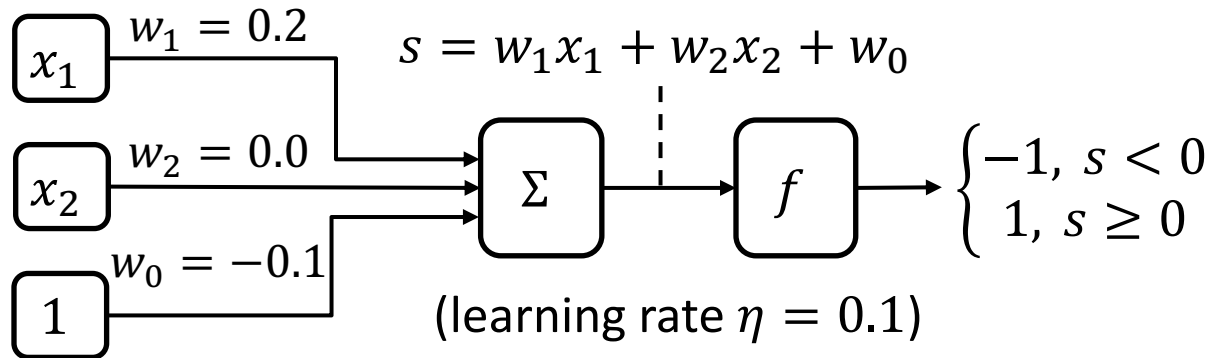 x₁
w₁ = 0.2
s = w₁x₁ + w₂x₂ + w₀
x₂
w₂ = 0.0
Σ
f
−1, s < 0
1, s ≥ 0
1
w₀ = −0.1
(learning rate η = 0.1)